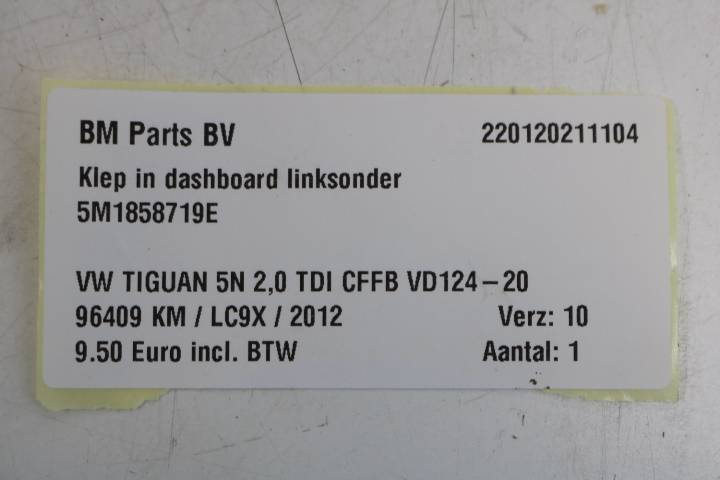 BM Parts BV 220120211104
Klep in dashboard linksonder
5M1858719E
VW TIGUAN 5N 2,0 TDI CFFB VD124-20
96409 KM / LC9X / 2012 Verz: 10
9.50 Euro incl. BTW Aantal: 1